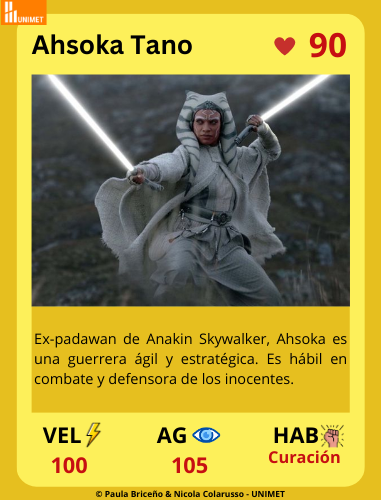 UNIMET
Ahsoka Tano
90
Ex-padawan de Anakin Skywalker, Ahsoka es
una guerrera ágil y estratégica. Es hábil en
combate y defensora de los inocentes.
VEL AG HAB
100 105 Curación
© Paula Briceño & Nicola Colarusso - UNIMET